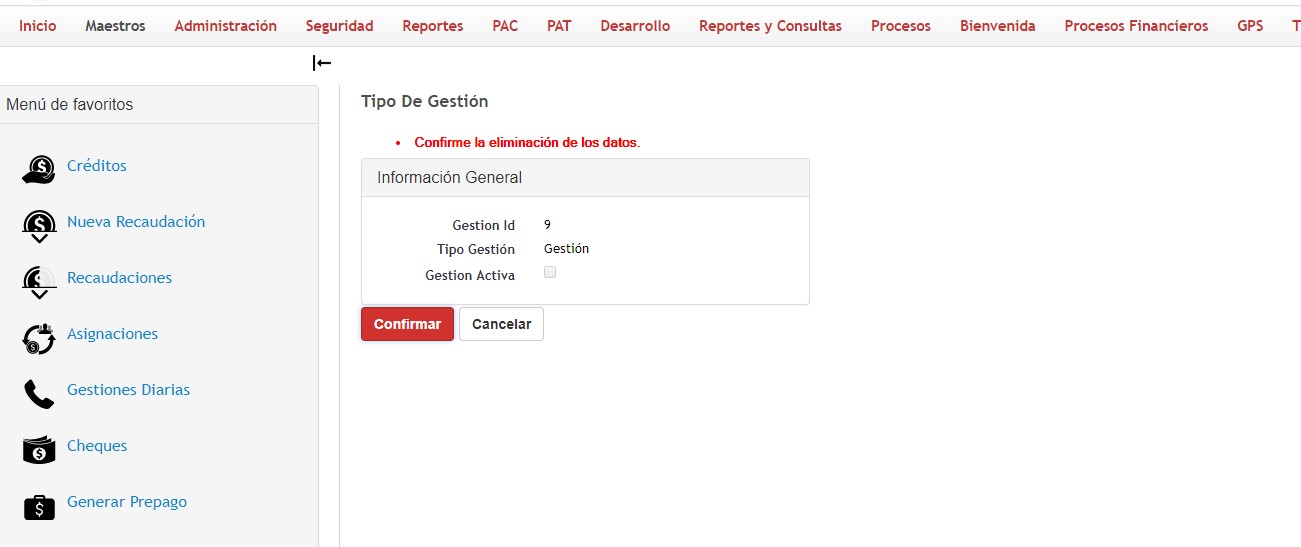 Inicio Maestros Administración Seguridad Reportes PAC PAT Desarrollo Reportes y Consultas Procesos Bienvenida Procesos Financieros GPS T
Menú de favoritos
Créditos
Nueva Recaudación
Recaudaciones
Asignaciones
Gestiones Diarias
Cheques
Generar Prepago
Tipo De Gestión
• Confirme la eliminación de los datos.
Información General
Gestion Id 9
Tipo Gestión Gestión
Gestion Activa
Confirmar Cancelar